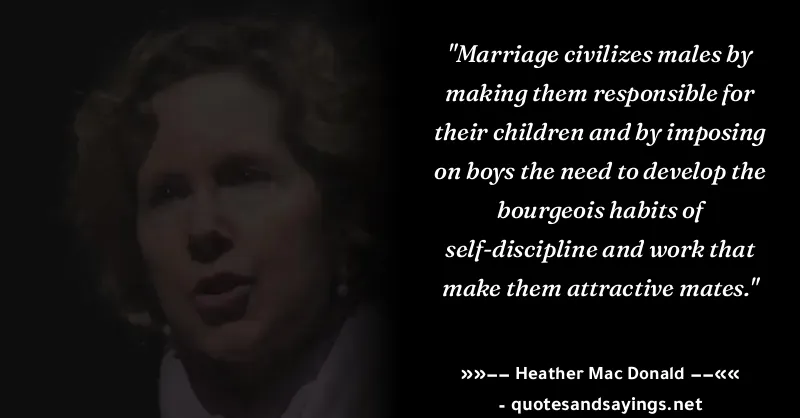 "Marriage civilizes males by
making them responsible for
their children and by imposing
on boys the need to develop the
bourgeois habits of
self-discipline and work that
make them attractive mates."
»»−− Heather Mac Donald −−««
- quotesandsayings.net